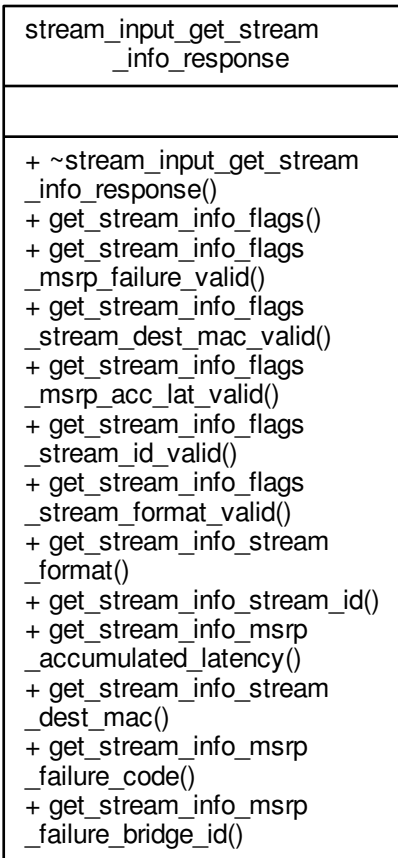 stream_input_get_stream
_info_response
+ ~stream_input_get_stream
_info_response()
+ get_stream_info_flags()
+ get_stream_info_flags
_msrp_failure_valid()
+ get_stream_info_flags
_stream_dest_mac_valid()
+ get_stream_info_flags
_msrp_acc_lat_valid()
+ get_stream_info_flags
_stream_id_valid()
+ get_stream_info_flags
_stream_format_valid()
+ get_stream_info_stream
_format()
+ get_stream_info_stream_id()
+ get_stream_info_msrp
_accumulated_latency()
+ get_stream_info_stream
_dest_mac()
+ get_stream_info_msrp
_failure_code()
+ get_stream_info_msrp
_failure_bridge_id()